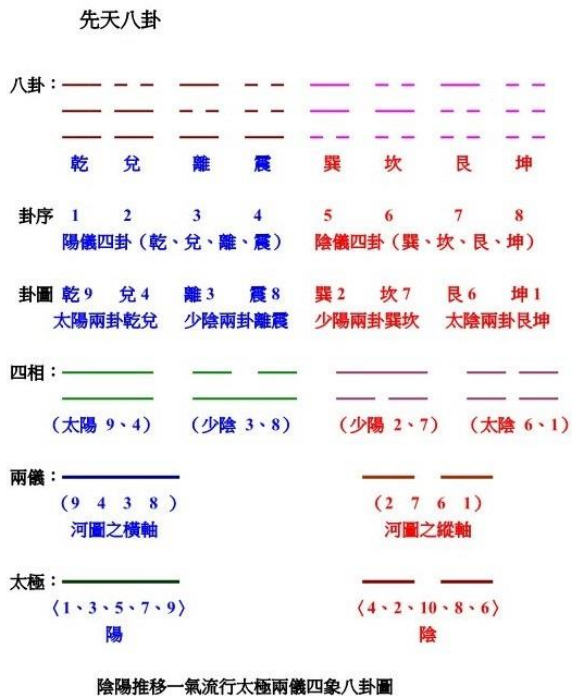 先天八卦
八卦：
乾 兌 離 震 巽 坎 艮 坤
卦序 1 2 3 4 5 6 7 8
陽儀四卦（乾、兌、離、震） 陰儀四卦（巽、坎、艮、坤）
卦圖 乾 9 兌 4 離 3 震 8 巽 2 坎 7 艮 6 坤 1
太陽兩卦乾兌 少陰兩卦離震 少陽兩卦巽坎 太陰兩卦艮坤
四相：
（太陽 9、4） （少陰 3、8） （少陽 2、7） （太陰 6、1）
兩儀：
（9 4 3 8） （2 7 6 1）
河圖之橫軸 河圖之縱軸
太極：
〈1、3、5、7、9〉 〈4、2、10、8、6〉
陽 陰
陰陽推移一氣流行太極兩儀四象八卦圖